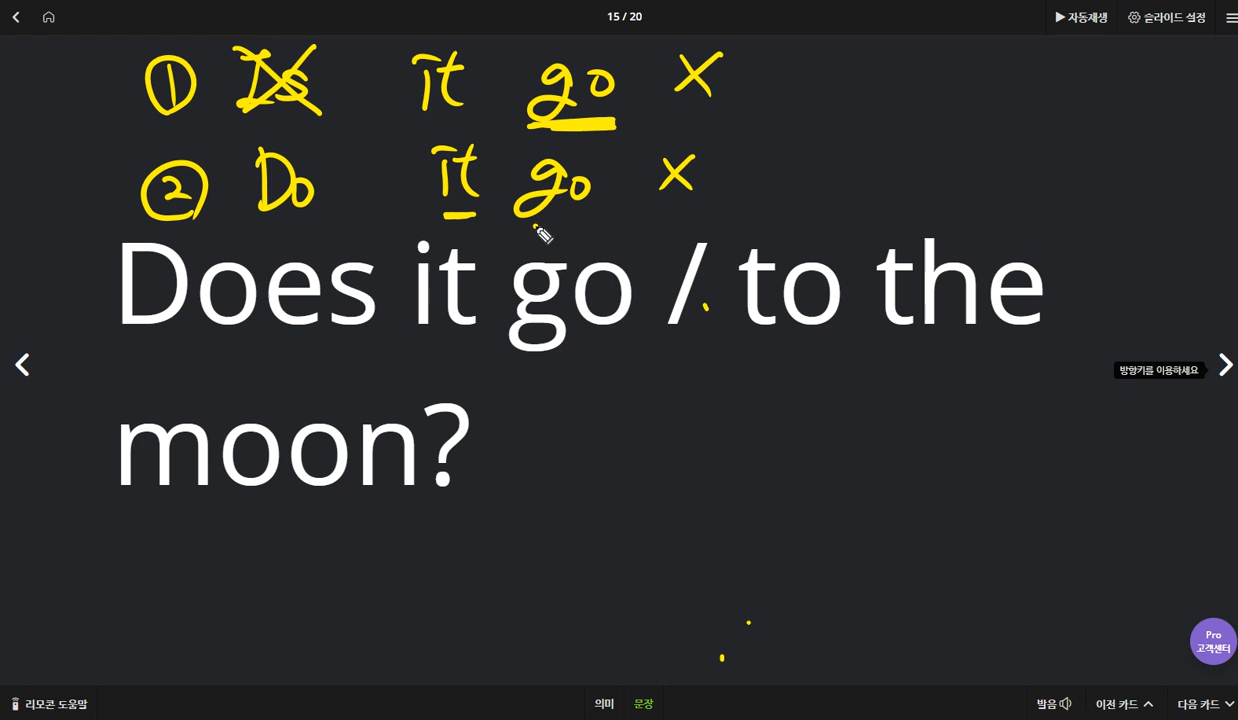 15 / 20
자동재생
슬라이드 설정
① Is it go X
② Do it go X
Does it go / to the
moon?
방향키를 이용하세요
Pro
고객센터
리모콘 도움말
의미
문장
발음
이전 카드
다음 카드